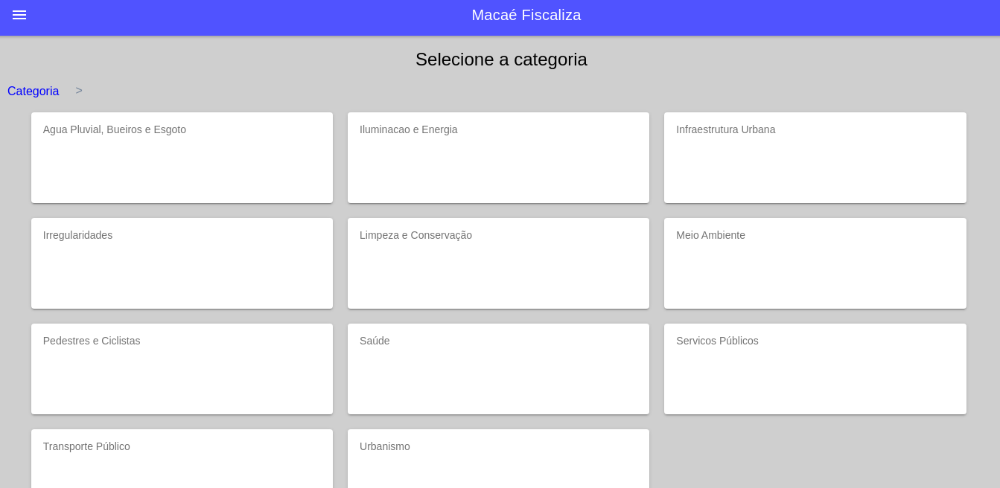 Macaé Fiscaliza
Selecione a categoria
Categoria >
Agua Pluvial, Bueiros e Esgoto
Iluminacao e Energia
Infraestrutura Urbana
Irregularidades
Limpeza e Conservação
Meio Ambiente
Pedestres e Ciclistas
Saúde
Servicos Públicos
Transporte Público
Urbanismo